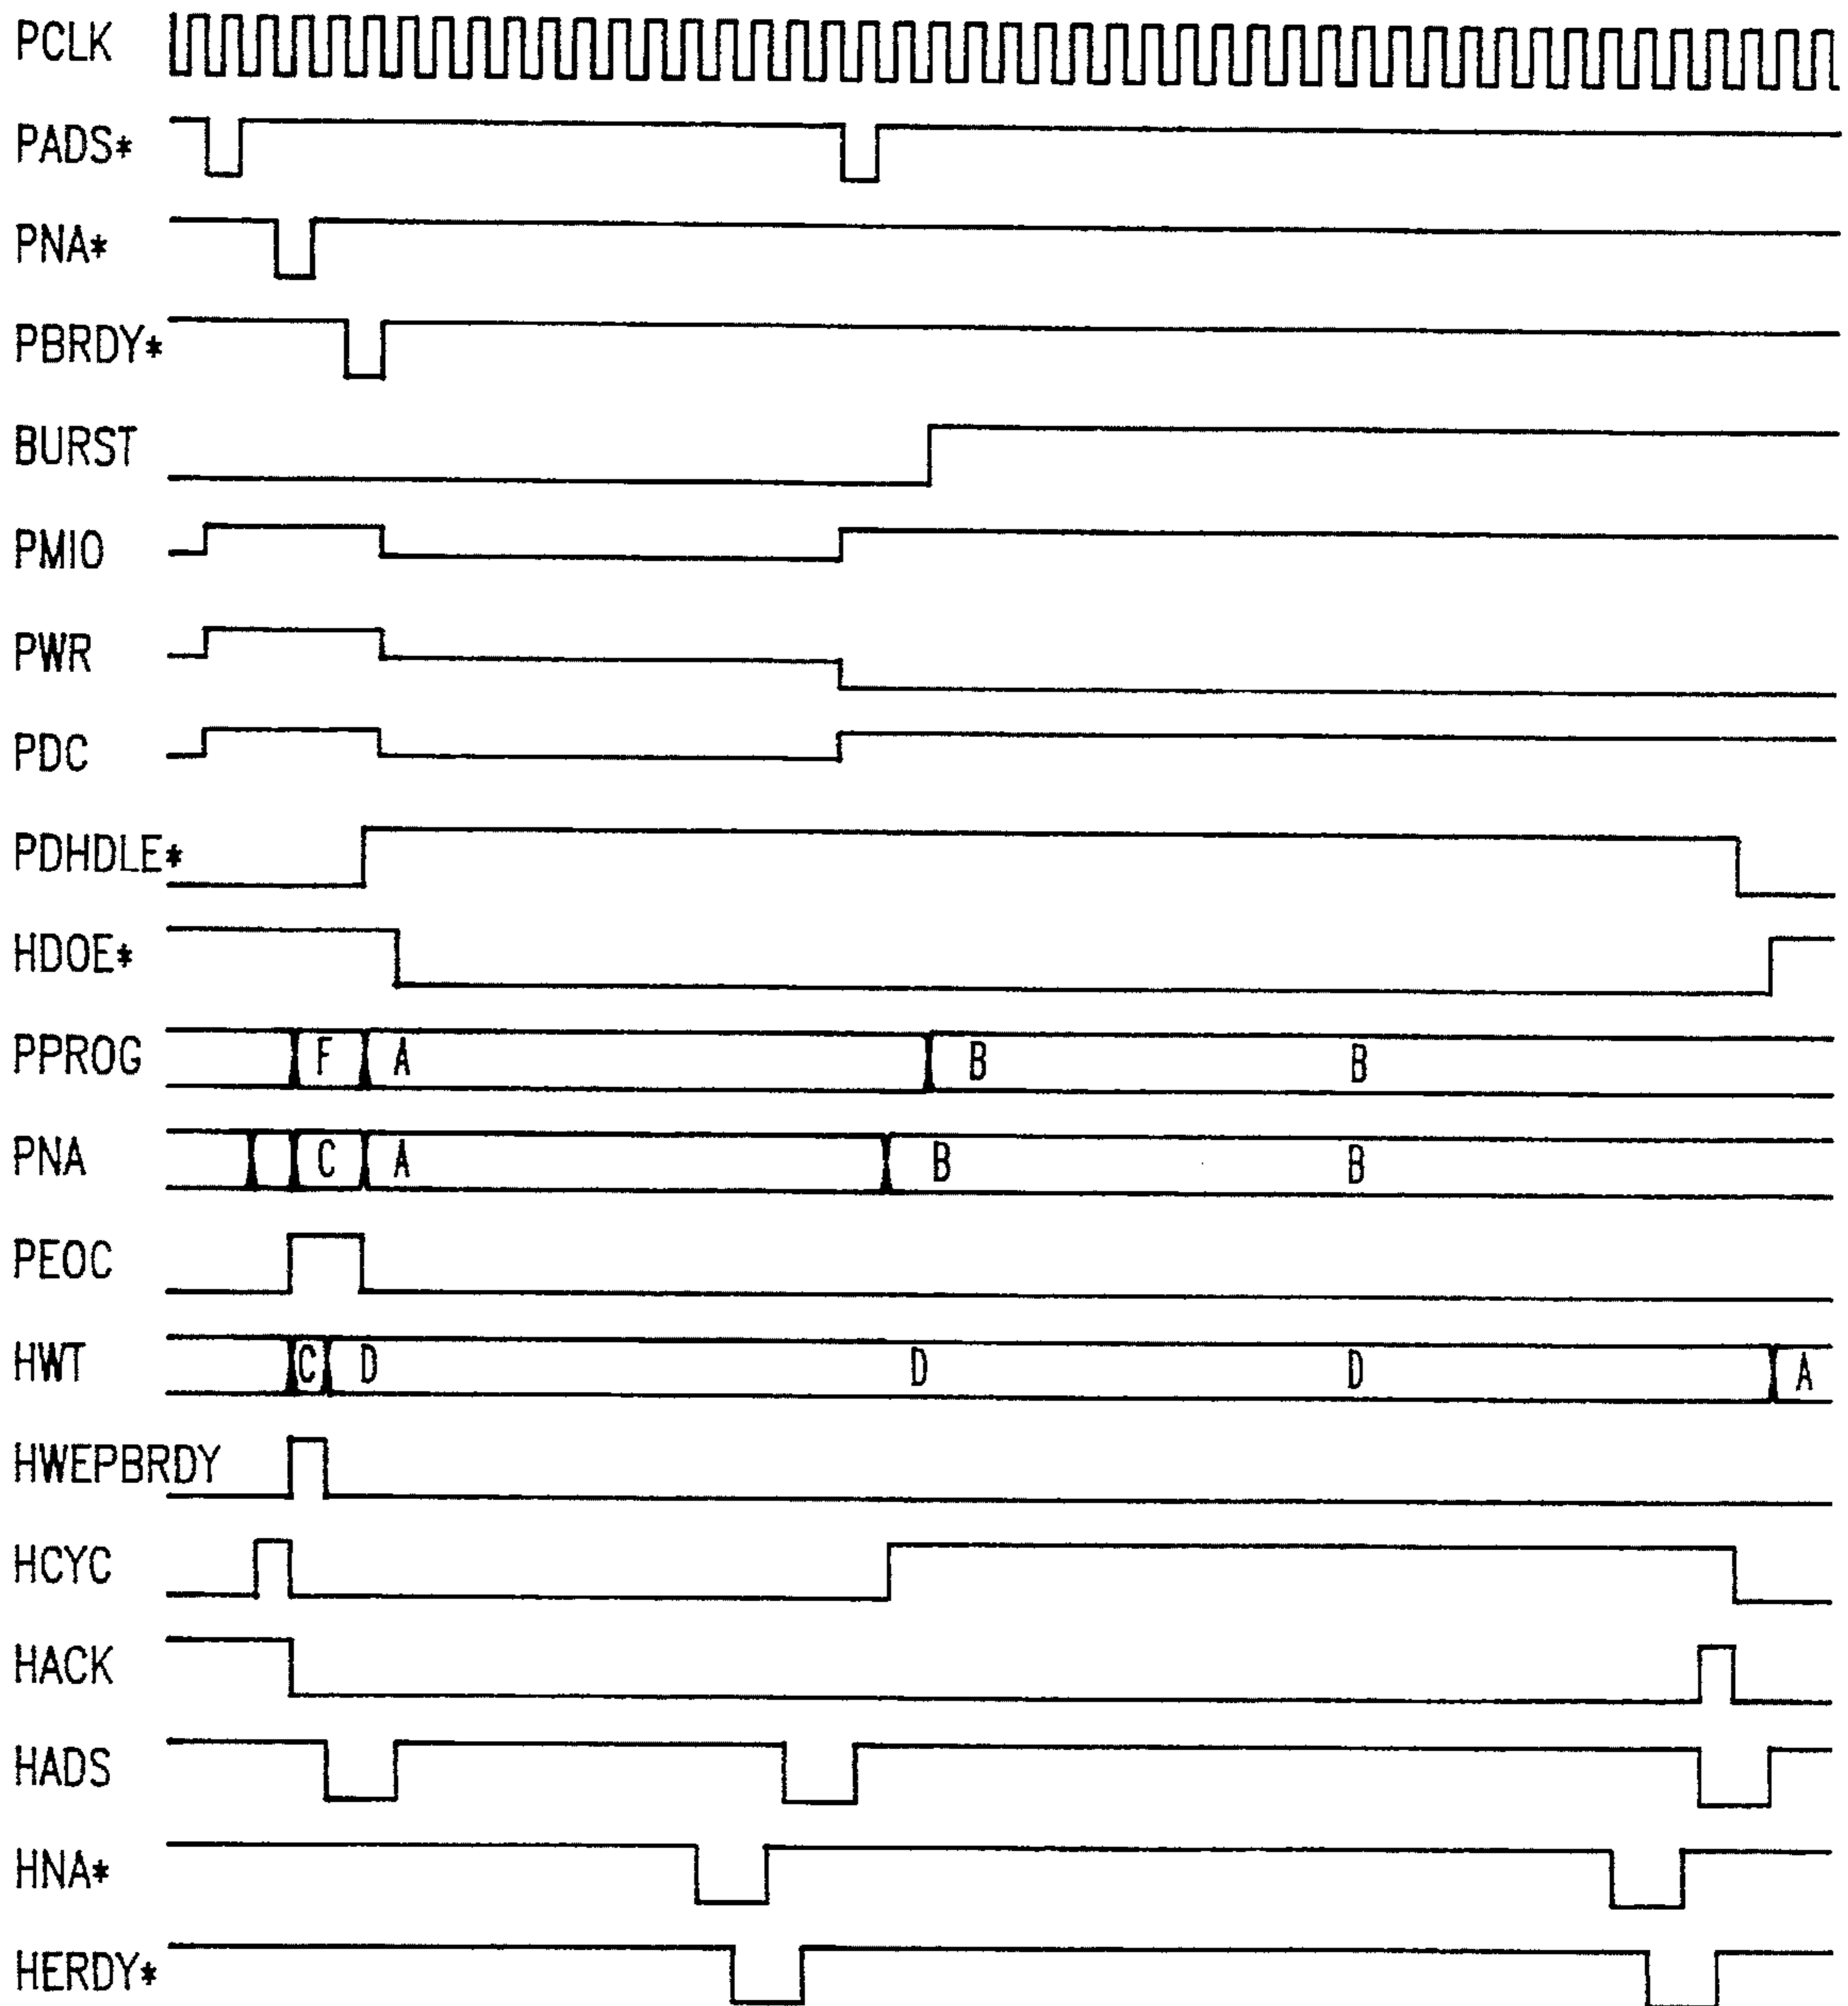 PCLK
PADS*
PNA*
PBRDY*
BURST
PMIO
PWR
PDC
PDHDLE*
HDOE*
PPROG F A B B
PNA C A B B
PEOC
HWT C D D D A
HWEPBRDY
HCYC
HACK
HADS
HNA*
HERDY*